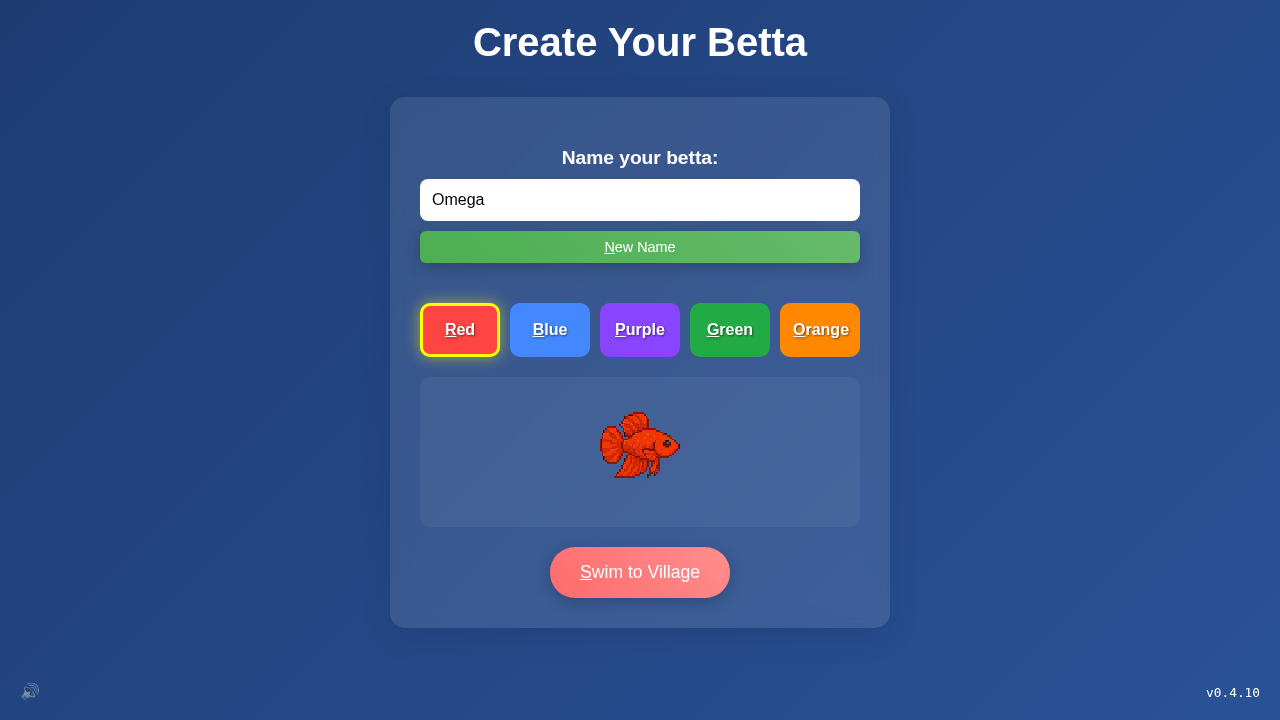 Create Your Betta
Name your betta:
Omega
New Name
Red Blue Purple Green Orange
Swim to Village
v0.4.10